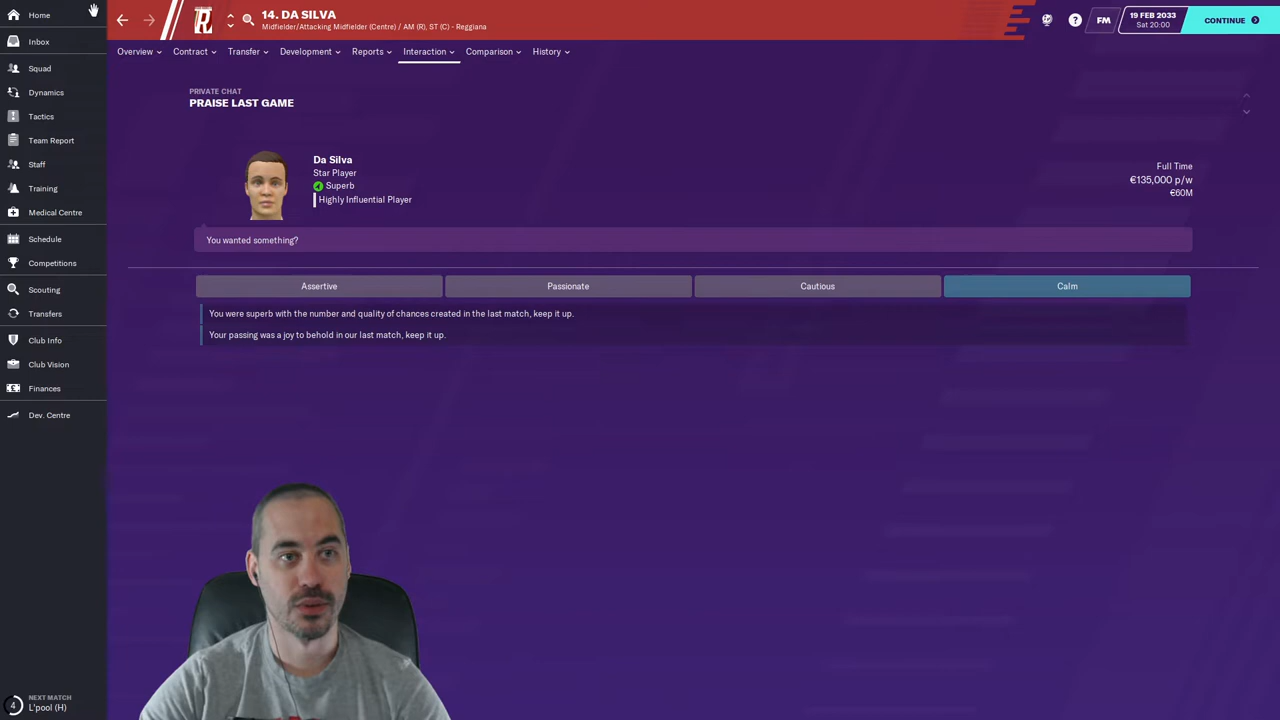 14. DA SILVA
Midfielder/Attacking Midfielder (Centre) / AM (R), ST (C) - Reggiana
R
?
FM
19 FEB 2033
Sat 20:00
CONTINUE
Home
Inbox
Squad
Dynamics
Tactics
Team Report
Staff
Training
Medical Centre
Schedule
Competitions
Scouting
Transfers
Club Info
Club Vision
Finances
Dev. Centre
4
NEXT MATCH
L'pool (H)
Overview
Contract
Transfer
Development
Reports
Interaction
Comparison
History
PRIVATE CHAT
PRAISE LAST GAME
Da Silva
Star Player
Superb
Highly Influential Player
Full Time
€135,000 p/w
€60M
You wanted something?
Assertive
Passionate
Cautious
Calm
You were superb with the number and quality of chances created in the last match, keep it up.
Your passing was a joy to behold in our last match, keep it up.